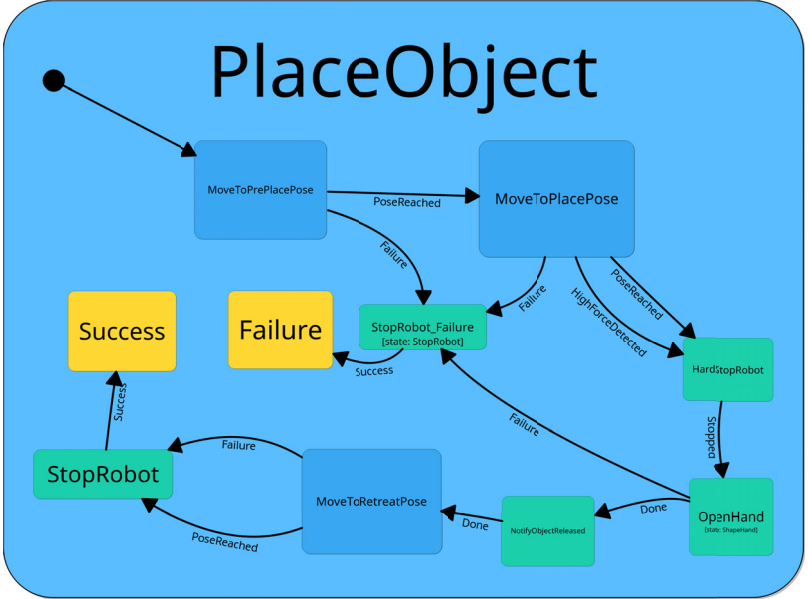 PlaceObject
MoveToPrePlacePose
PoseReached
MoveToPlacePose
Failure
Failure
HighForceDetected
PoseReached
Success
Failure
StopRobot_Failure
[state: StopRobot]
Success
HardStopRobot
Success
Failure
Stopped
StopRobot
Failure
MoveToRetreatPose
PoseReached
Done
NotifyObjectReleased
Done
OpenHand
[state: ShapeHand]